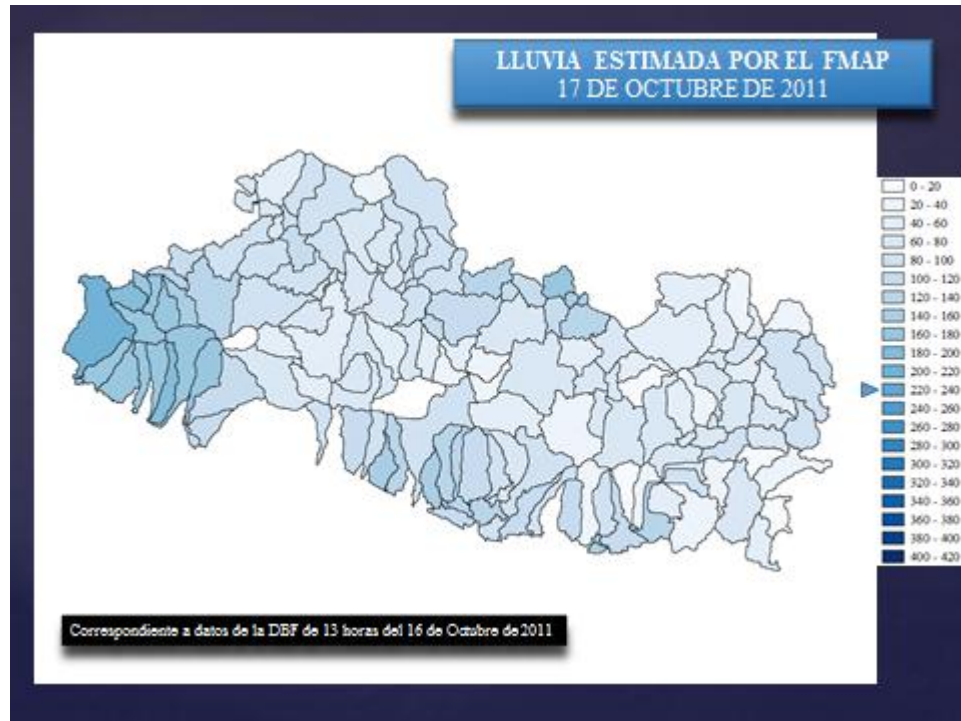 LLUVIA ESTIMADA POR EL FMAP
17 DE OCTUBRE DE 2011
0 - 20
20 - 40
40 - 60
60 - 80
80 - 100
100 - 120
120 - 140
140 - 160
160 - 180
180 - 200
200 - 220
220 - 240
240 - 260
260 - 280
280 - 300
300 - 320
320 - 340
340 - 360
360 - 380
380 - 400
400 - 420
Correspondiente a datos de la DBF de 13 horas del 16 de Octubre de 2011